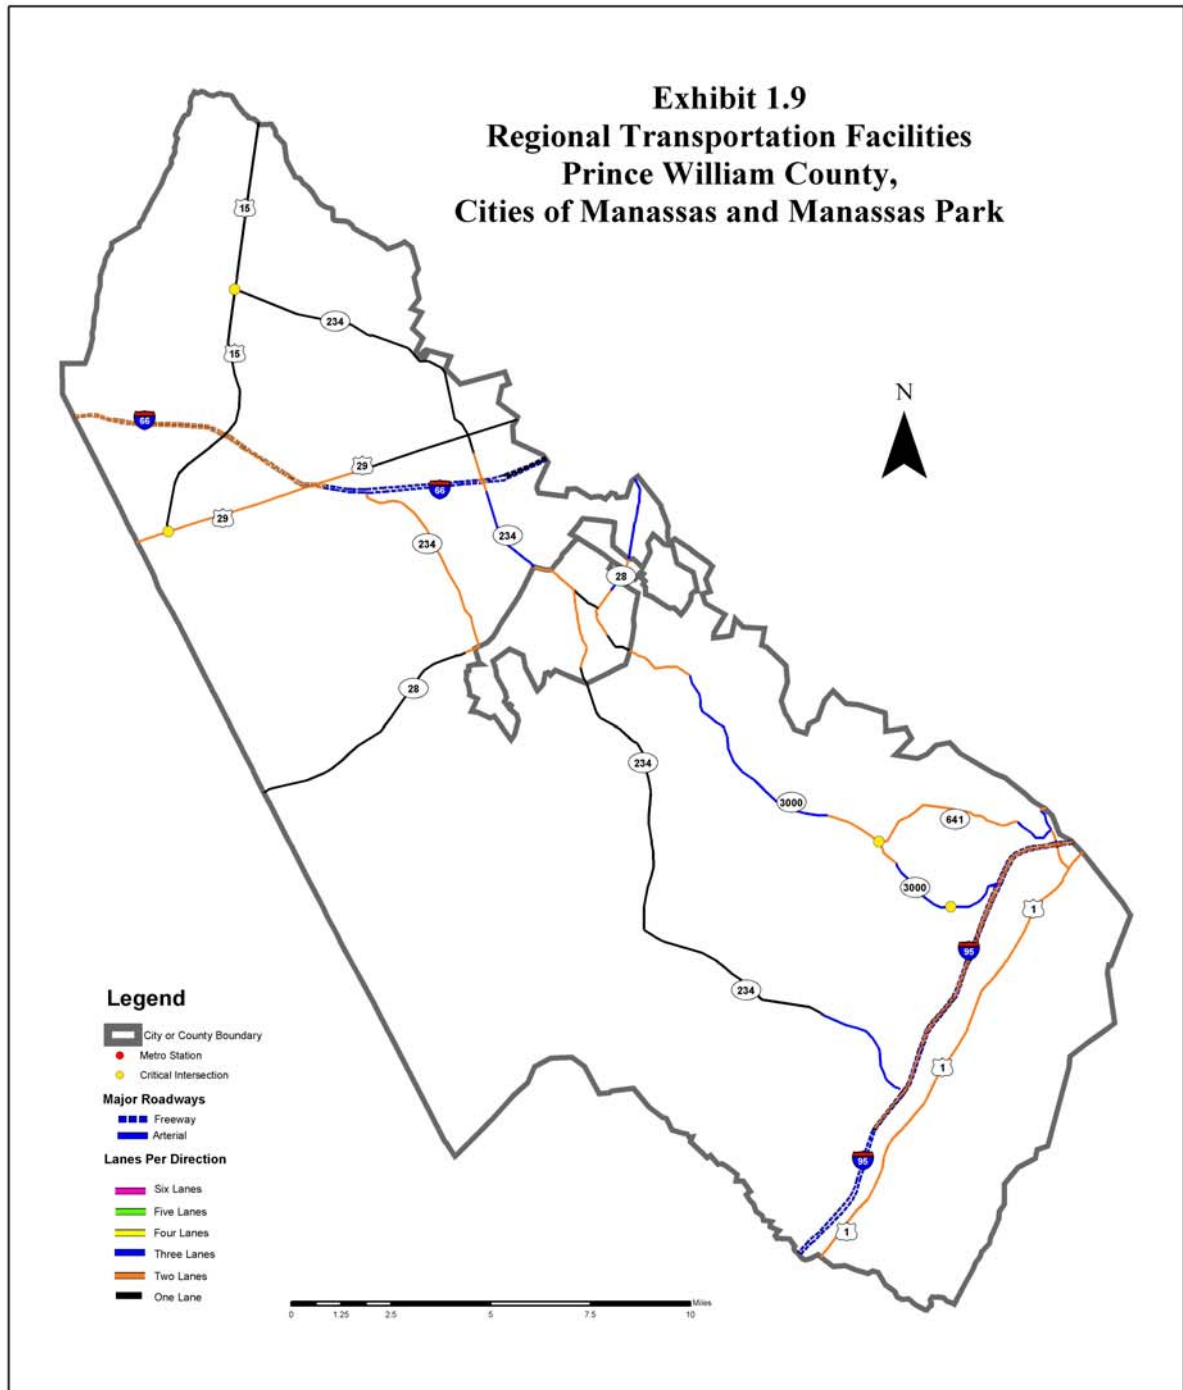 Exhibit 1.9
Regional Transportation Facilities
Prince William County,
Cities of Manassas and Manassas Park
15
234
15
N
66
29
66
29
234
234
28
28
234
3000
641
3000
1
95
234
1
95
1
Legend
City or County Boundary
Metro Station
Critical Intersection
Major Roadways
Freeway
Arterial
Lanes Per Direction
Six Lanes
Five Lanes
Four Lanes
Three Lanes
Two Lanes
One Lane
Miles
0 1.25 2.5 5 7.5 10